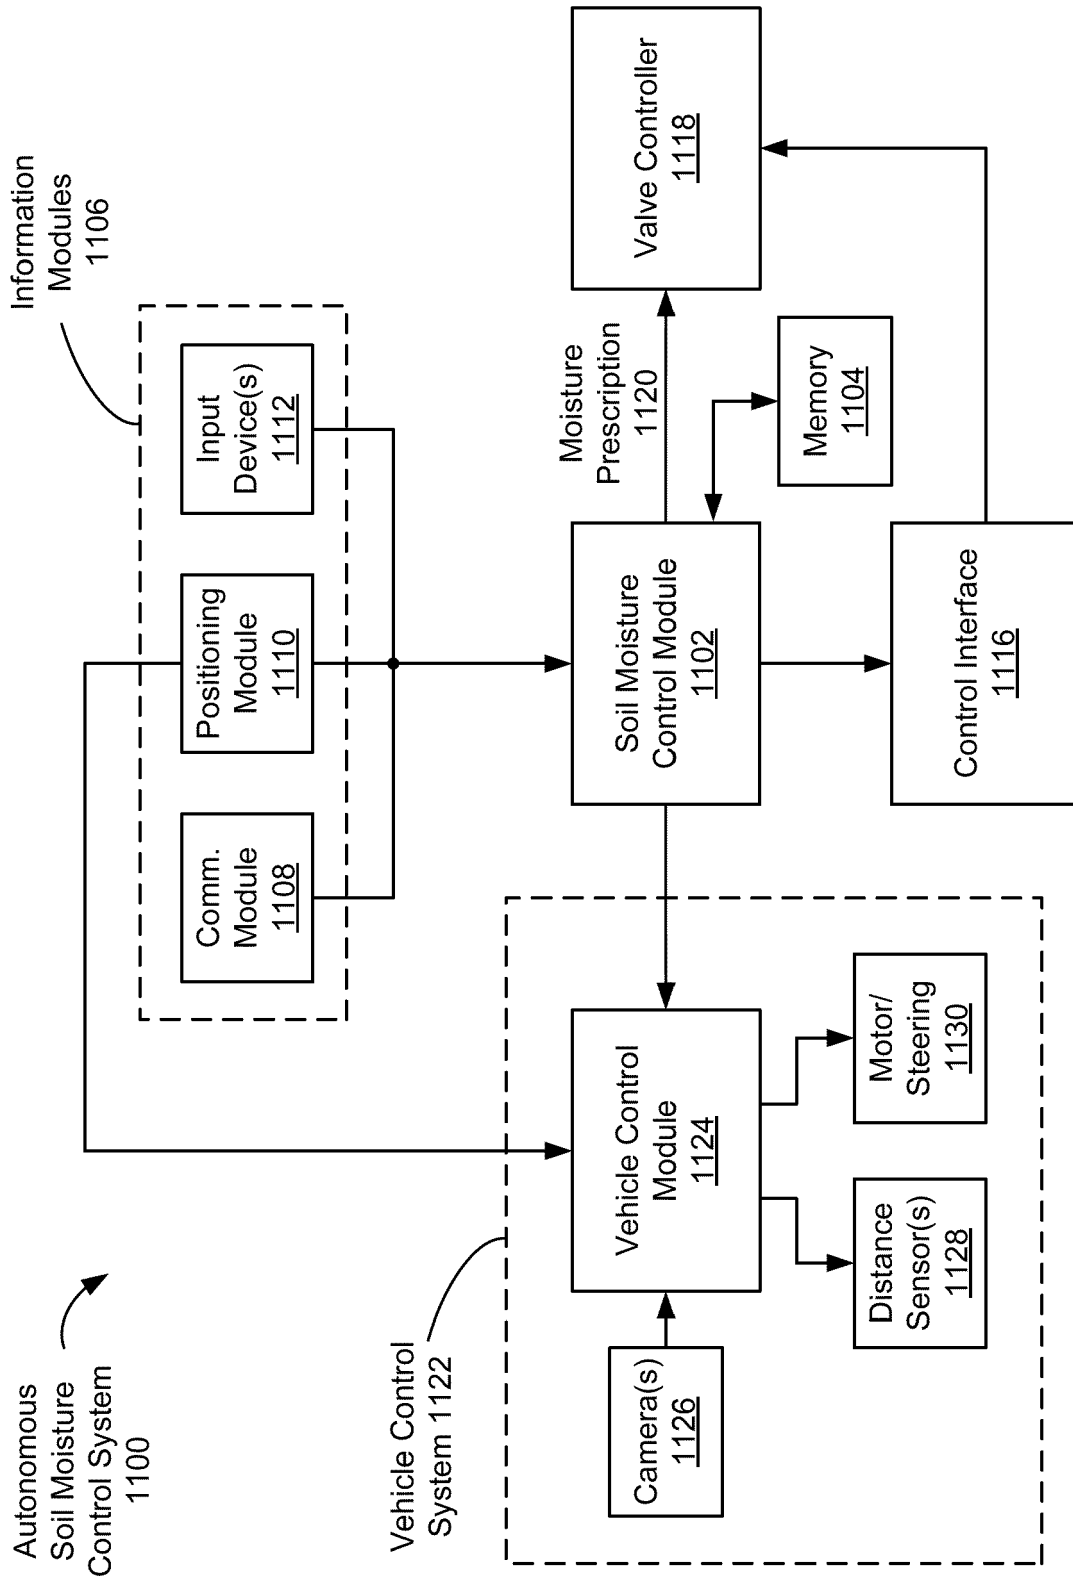 Autonomous
Soil Moisture
Control System
1100
Information
Modules
1106
Comm.
Module
1108
Positioning
Module
1110
Input
Device(s)
1112
Vehicle Control
System 1122
Camera(s)
1126
Vehicle Control
Module
1124
Distance
Sensor(s)
1128
Motor/
Steering
1130
Soil Moisture
Control Module
1102
Moisture
Prescription
1120
Valve Controller
1118
Memory
1104
Control Interface
1116